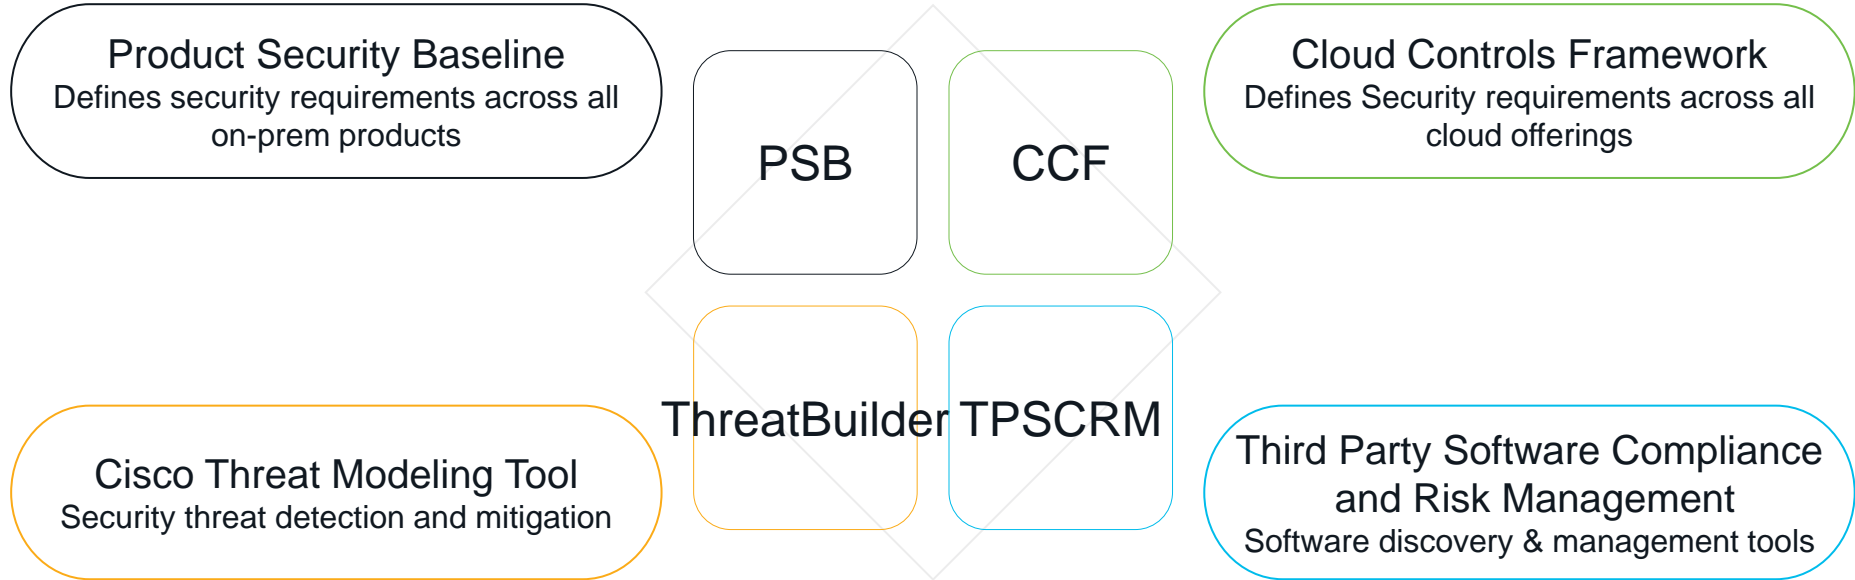 Product Security Baseline
Defines security requirements across all
on-prem products
PSB
CCF
Cloud Controls Framework
Defines Security requirements across all
cloud offerings
Cisco Threat Modeling Tool
Security threat detection and mitigation
ThreatBuilder
TPSCRM
Third Party Software Compliance
and Risk Management
Software discovery & management tools